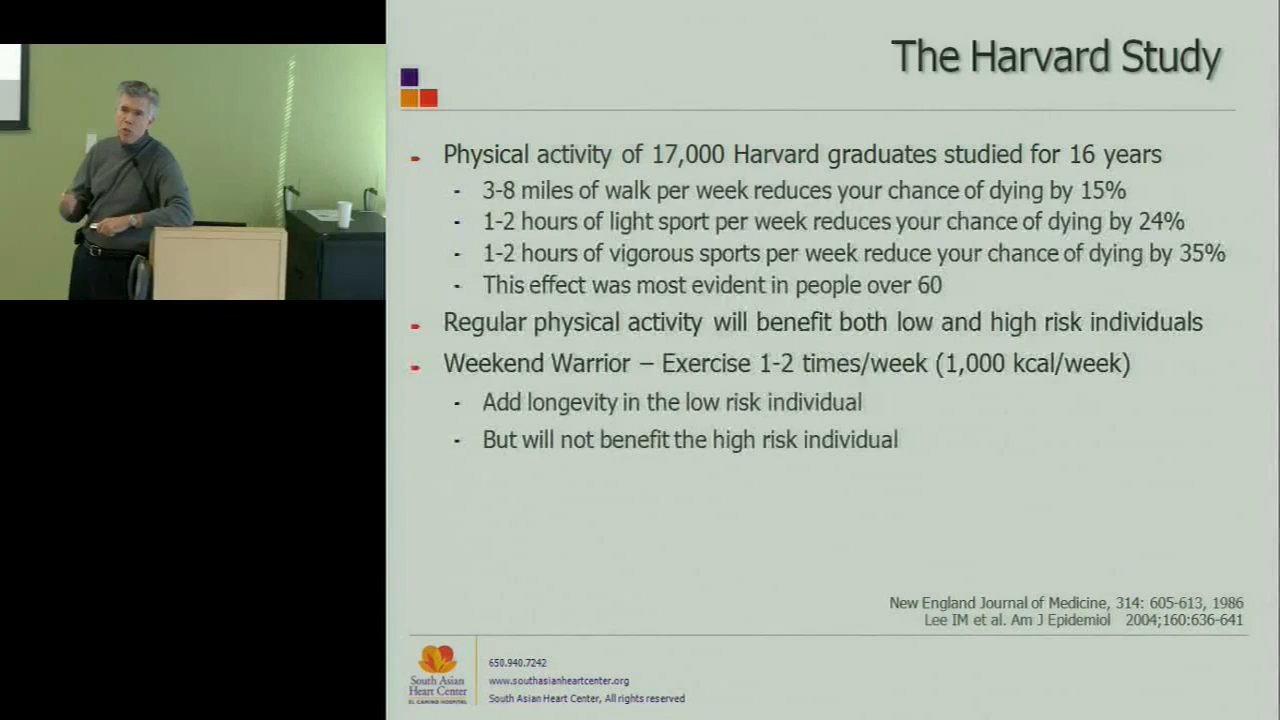 The Harvard Study
Physical activity of 17,000 Harvard graduates studied for 16 years
- 3-8 miles of walk per week reduces your chance of dying by 15%
- 1-2 hours of light sport per week reduces your chance of dying by 24%
- 1-2 hours of vigorous sports per week reduce your chance of dying by 35%
- This effect was most evident in people over 60
Regular physical activity will benefit both low and high risk individuals
Weekend Warrior – Exercise 1-2 times/week (1,000 kcal/week)
- Add longevity in the low risk individual
- But will not benefit the high risk individual
New England Journal of Medicine, 314: 605-613, 1986
Lee IM et al. Am J Epidemiol 2004;160:636-641
South Asian
Heart Center
EL CAMINO HOSPITAL
650.940.7242
www.southasianheartcenter.org
South Asian Heart Center, All rights reserved